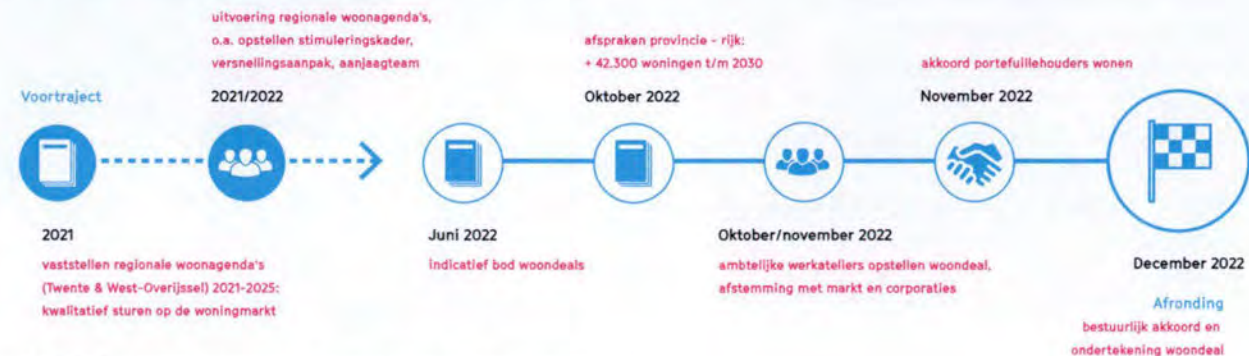 Voortraject
2021
vaststellen regionale woonagenda's
(Twente & West-Overijssel) 2021-2025:
kwalitatief sturen op de woningmarkt
uitvoering regionale woonagenda's,
o.a. opstellen stimuleringskader,
versnellingsaanpak, aanjaagteam
2021/2022
Juni 2022
indicatief bod woondeals
afspraken provincie - rijk:
+ 42.300 woningen t/m 2030
Oktober 2022
Oktober/november 2022
ambtelijke werkateliers opstellen woondeal,
afstemming met markt en corporaties
akkoord portefuillehouders wonen
November 2022
December 2022
Afronding
bestuurlijk akkoord en
ondertekening woondeal